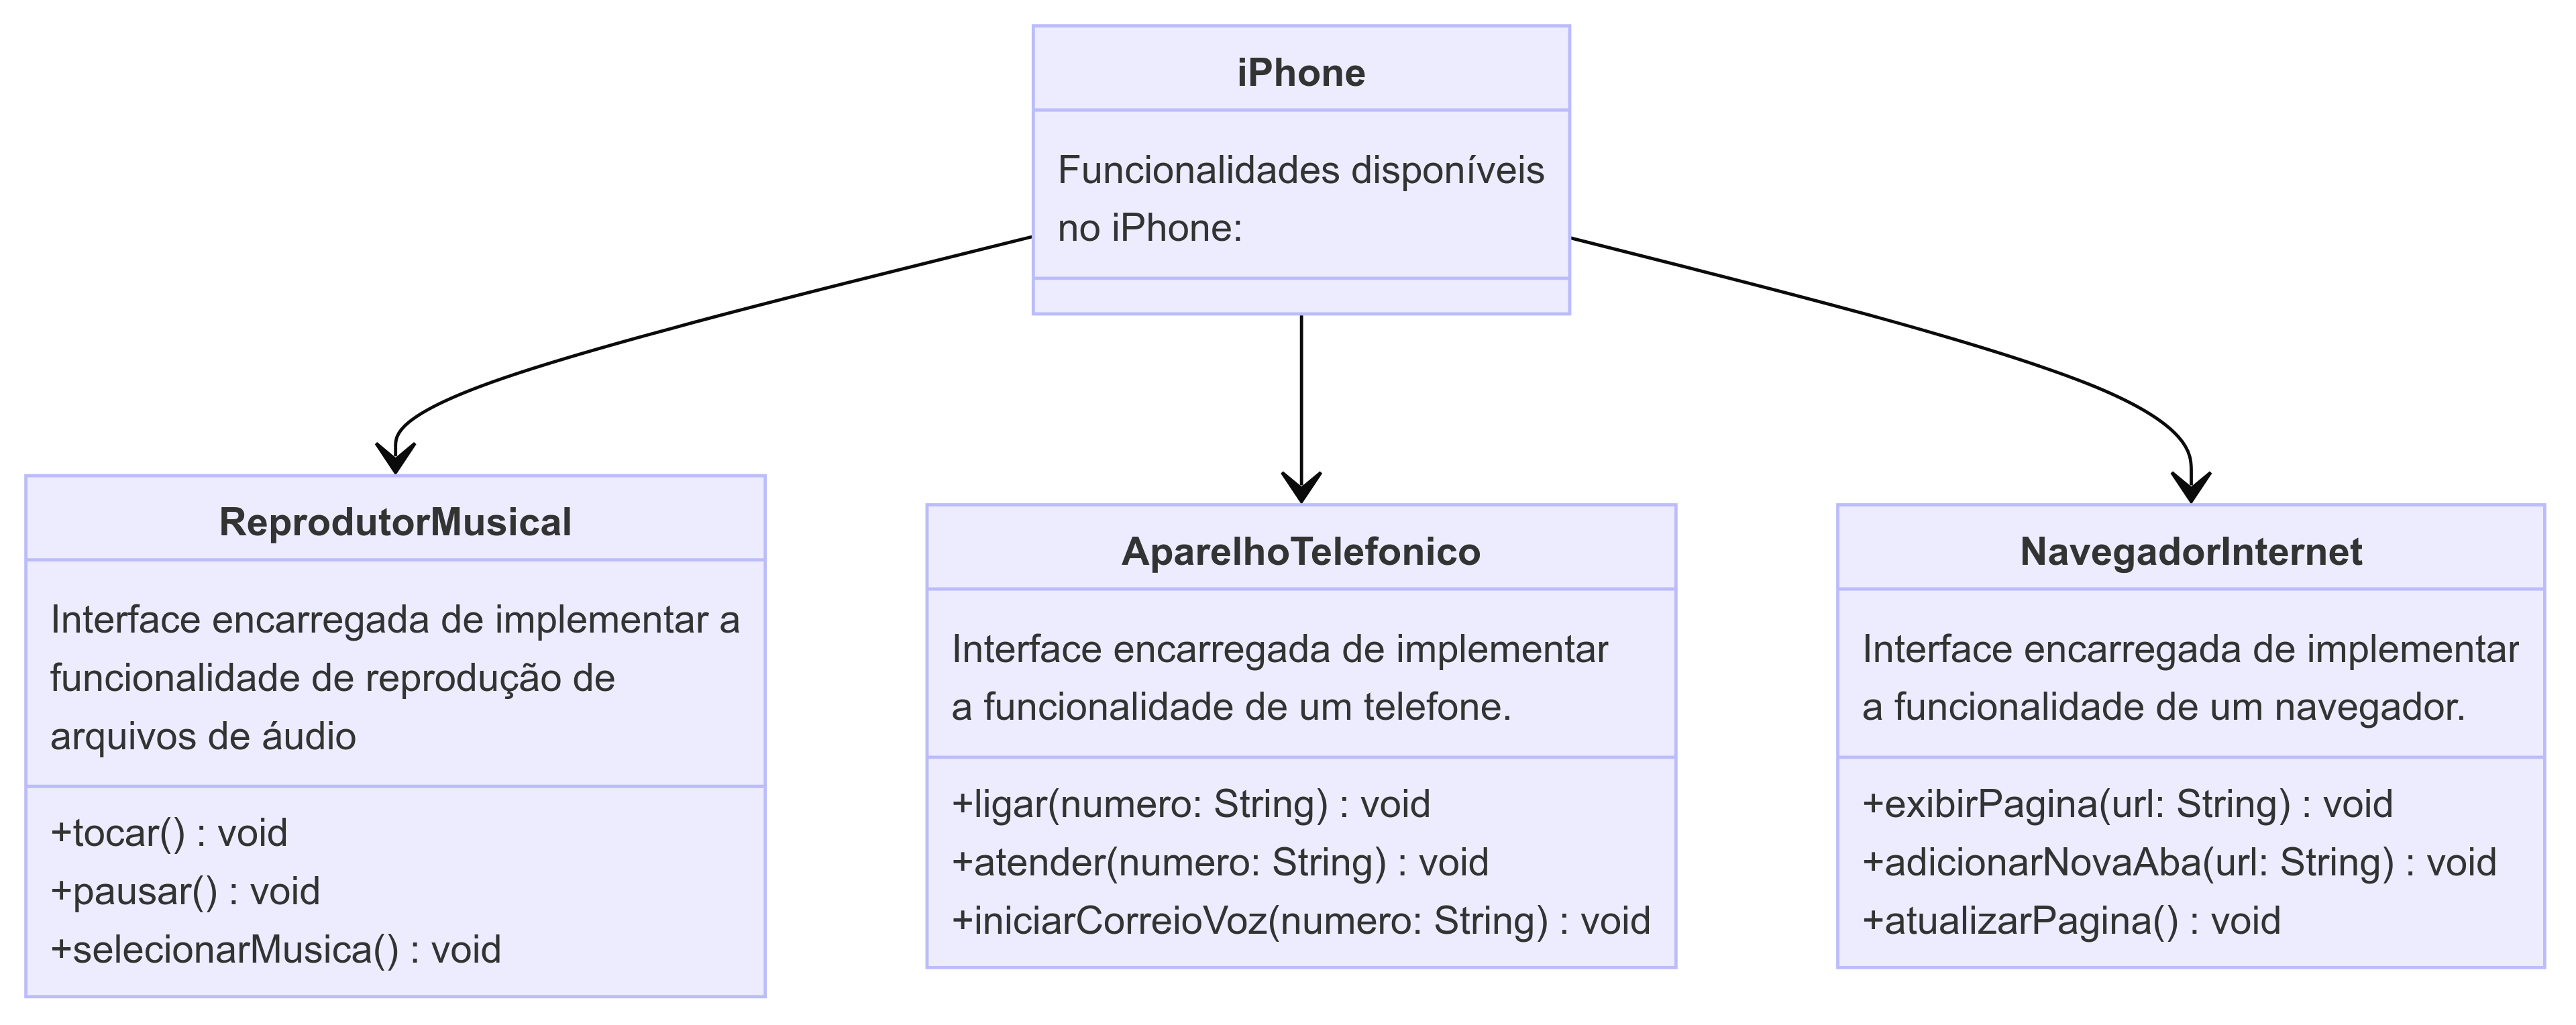 iPhone
Funcionalidades disponíveis
no iPhone:
ReprodutorMusical
Interface encarregada de implementar a
funcionalidade de reprodução de
arquivos de áudio
+tocar() : void
+pausar() : void
+selecionarMusica() : void
AparelhoTelefonico
Interface encarregada de implementar
a funcionalidade de um telefone.
+ligar(numero: String) : void
+atender(numero: String) : void
+iniciarCorreioVoz(numero: String) : void
NavegadorInternet
Interface encarregada de implementar
a funcionalidade de um navegador.
+exibirPagina(url: String) : void
+adicionarNovaAba(url: String) : void
+atualizarPagina() : void